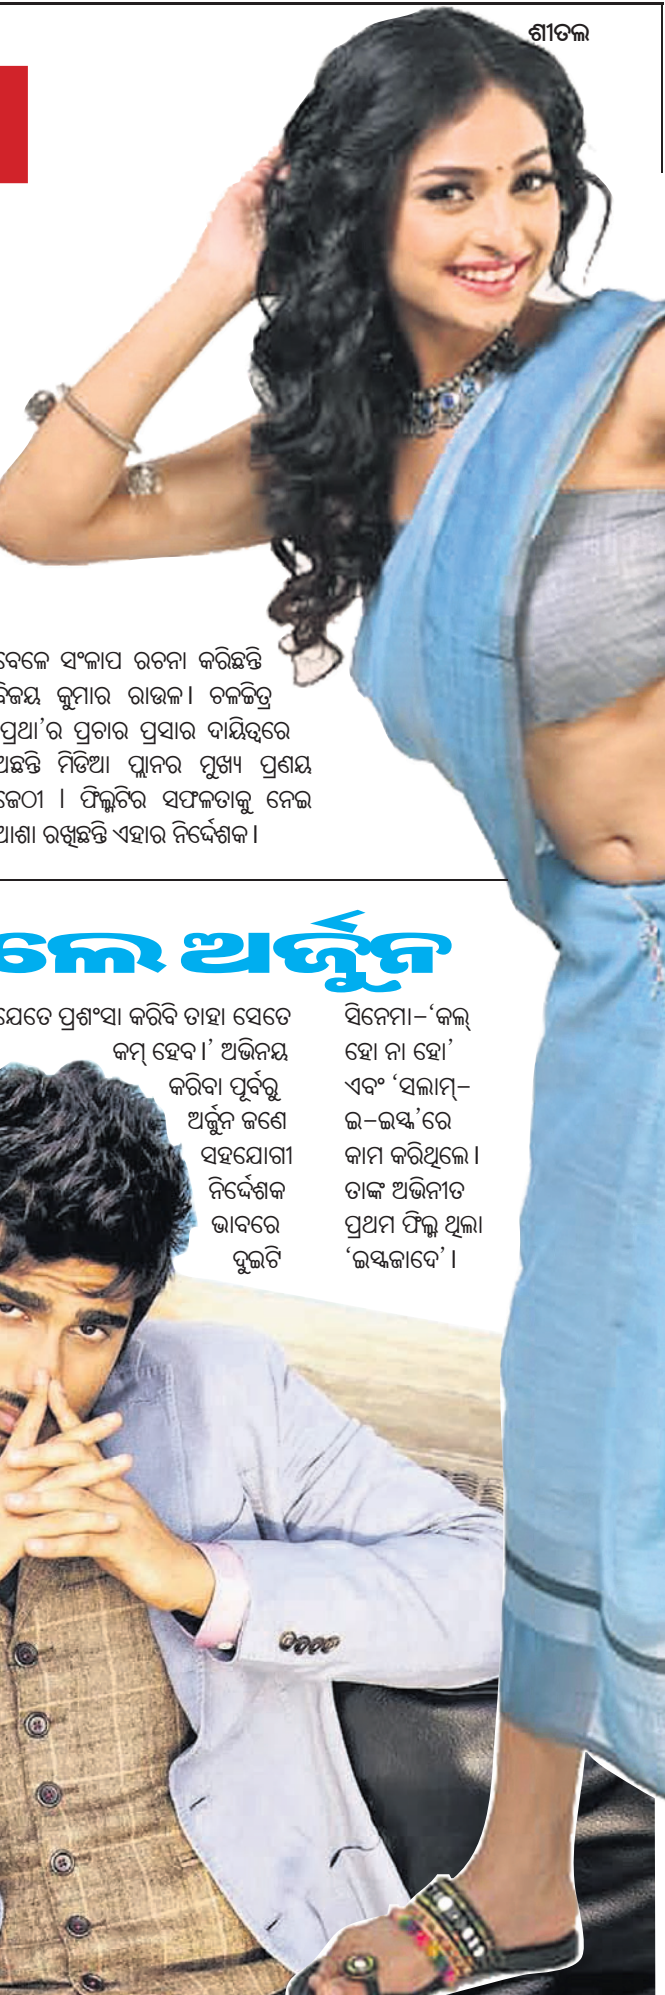 ଶୀତଲ
ବେଳେ ସଂଳାପ ରଚନା କରିଛନ୍ତି
ବିଜୟ କୁମାର ରାଉଳ। ଚଳଚ୍ଚିତ୍ର
‘ପ୍ରଥା’ର ପ୍ରଚାର ପ୍ରସାର ଦାୟିତ୍ୱରେ
ଅଛନ୍ତି ମିଡିଆ ପ୍ଲାନର ମୁଖ୍ୟ ପ୍ରଣୟ
ଜେଠୀ । ଫିଲ୍ମଟିର ସଫଳତାକୁ ନେଇ
ଆଶା ରଖିଛନ୍ତି ଏହାର ନିର୍ଦ୍ଦେଶକ।
ଲେ ଅର୍ଜୁନ
ଯେତେ ପ୍ରଶଂସା କରିବି ତାହା ସେତେ
କମ୍ ହେବ।’ ଅଭିନୟ
କରିବା ପୂର୍ବରୁ
ଅର୍ଜୁନ ଜଣେ
ସହଯୋଗୀ
ନିର୍ଦ୍ଦେଶକ
ଭାବରେ
ଦୁଇଟି
ସିନେମା–‘କଲ୍
ହୋ ନା ହୋ’
ଏବଂ ‘ସଲାମ୍–
ଇ–ଇସ୍କ’ରେ
କାମ କରିଥିଲେ।
ତାଙ୍କ ଅଭିନୀତ
ପ୍ରଥମ ଫିଲ୍ମ ଥିଲା
‘ଇସ୍କଜାଦେ’।